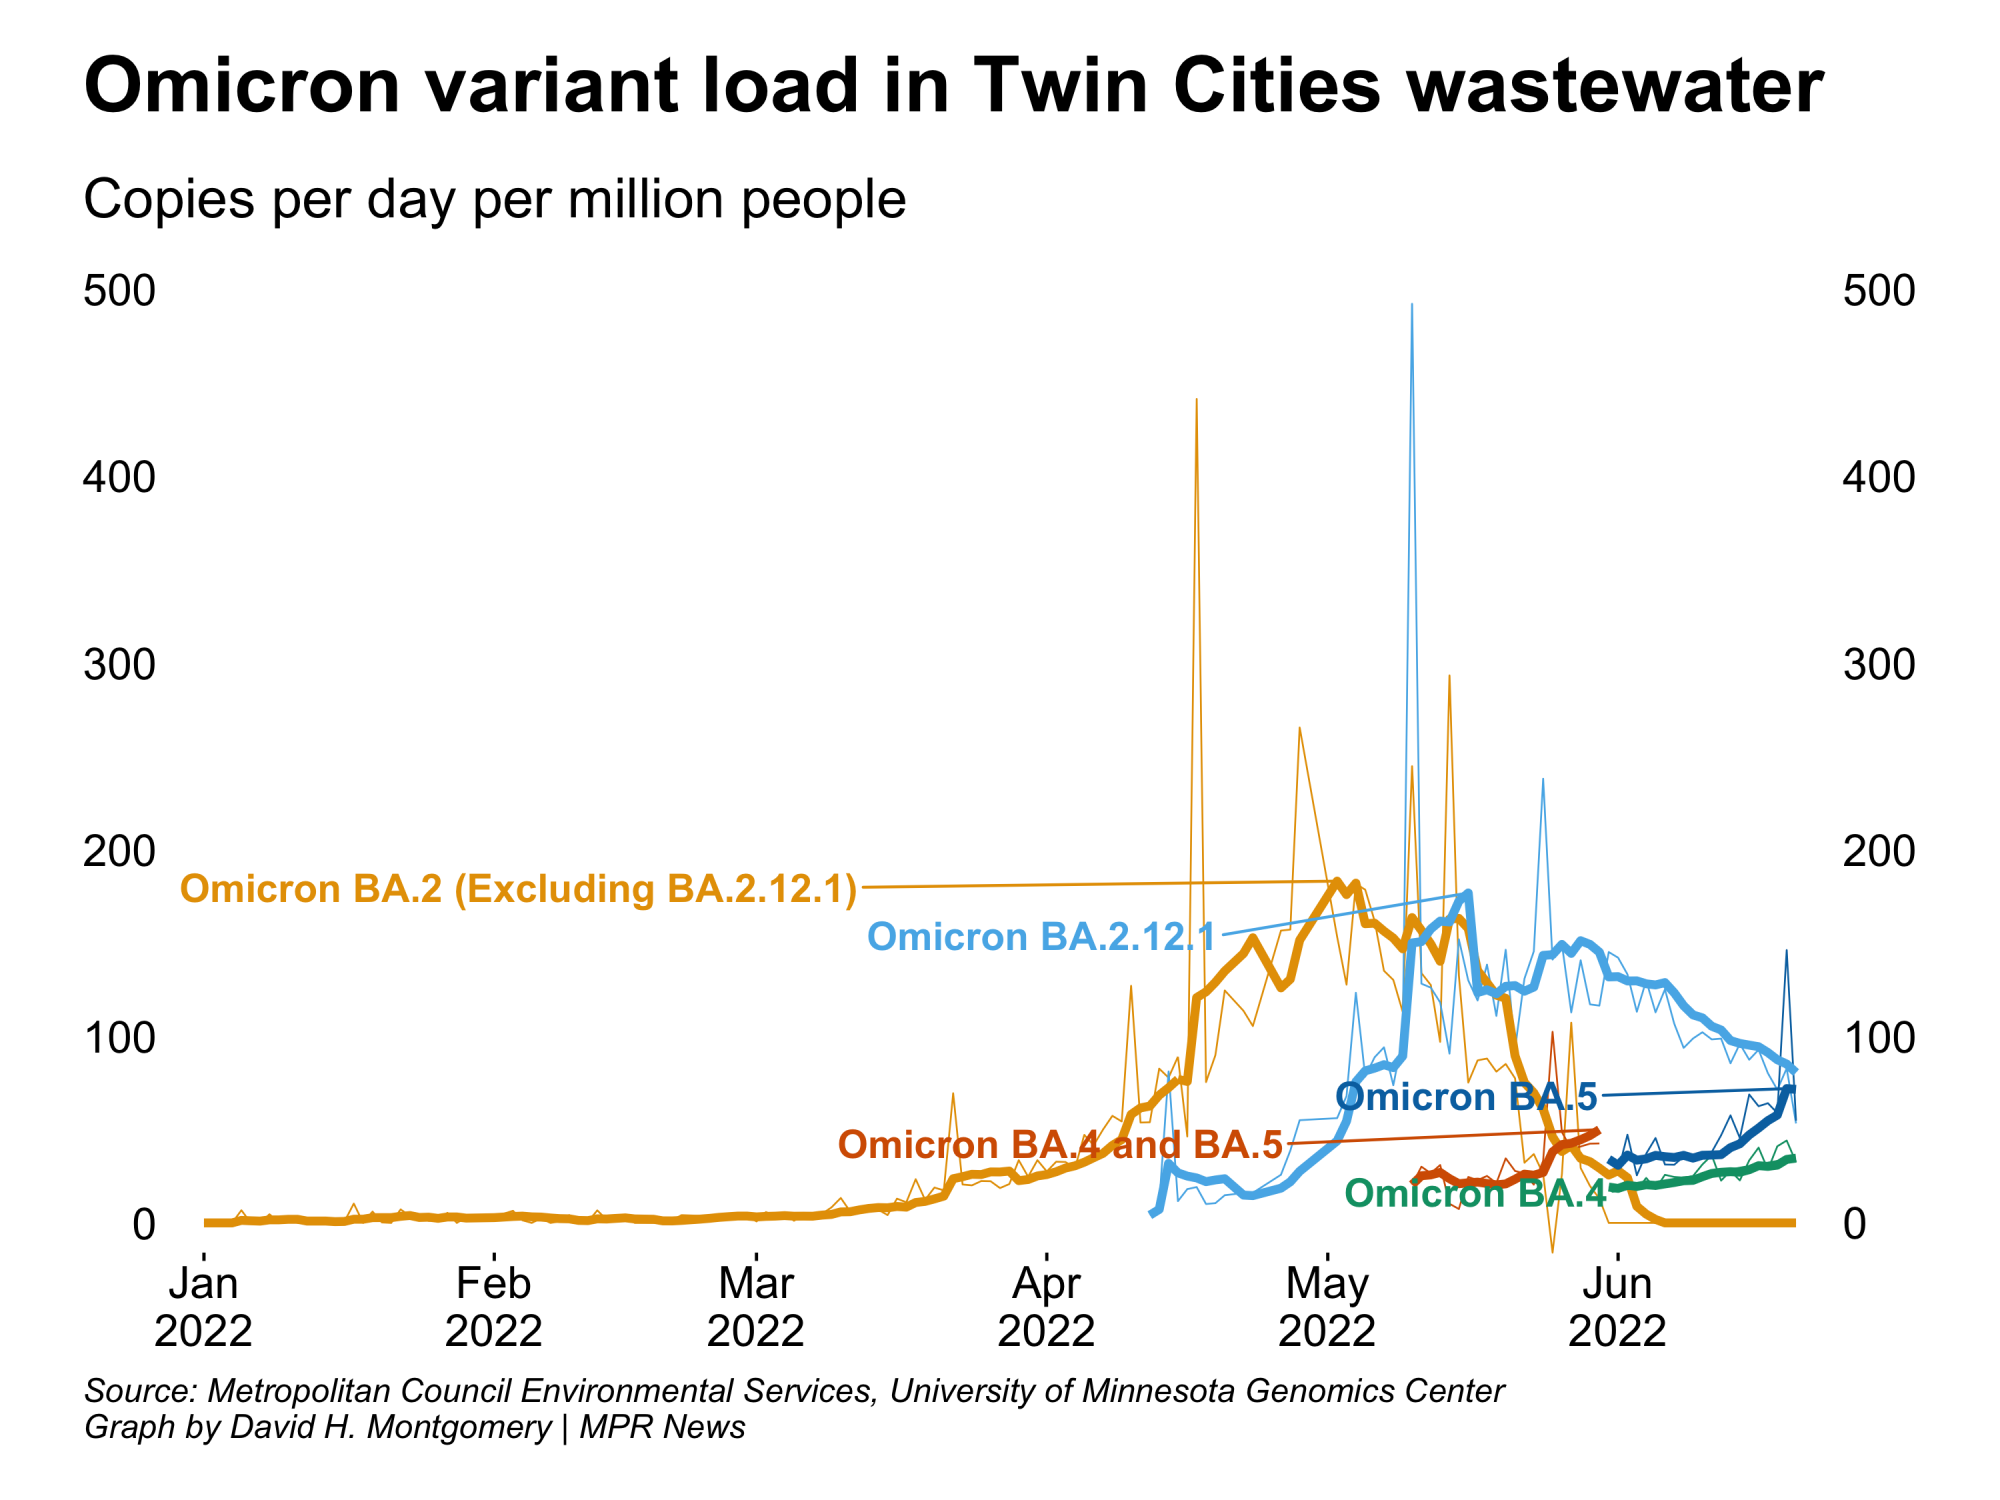 Omicron variant load in Twin Cities wastewater
Copies per day per million people
500 500
400 400
300 300
200 200
Omicron BA.2 (Excluding BA.2.12.1)
Omicron BA.2.12.1
100 100
Omicron BA.5
Omicron BA.4 and BA.5
Omicron BA.4
0 0
Jan Feb Mar Apr May Jun
2022 2022 2022 2022 2022 2022
Source: Metropolitan Council Environmental Services, University of Minnesota Genomics Center
Graph by David H. Montgomery | MPR News